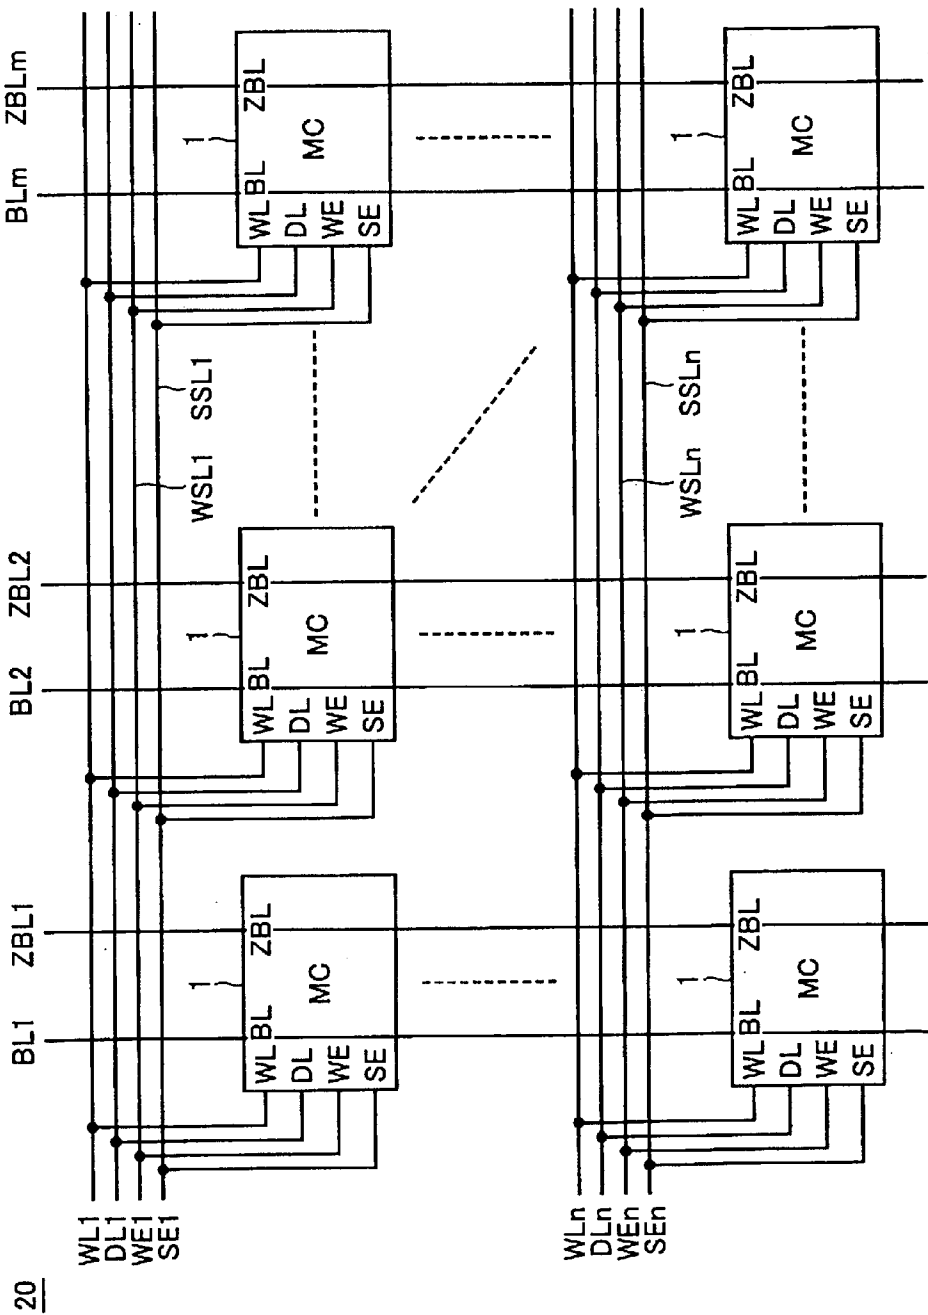 20
BL1 ZBL1 BL2 ZBL2 BLm ZBLm
WL1
DL1
WE1
SE1
WSL1 SSL1
1 1 1
BL ZBL BL ZBL BL ZBL
WL WL WL
DL MC DL MC DL MC
WE WE WE
SE SE SE
WLn
DLn
WEn
SEn
WSLn SSLn
1 1 1
BL ZBL BL ZBL BL ZBL
WL WL WL
DL MC DL MC DL MC
WE WE WE
SE SE SE